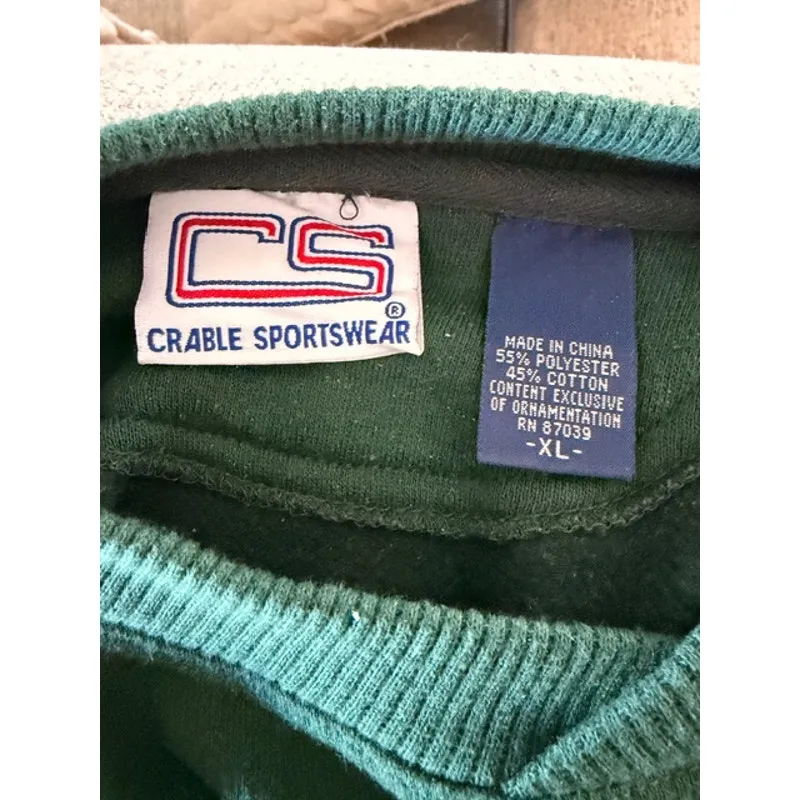 CS
®
CRABLE SPORTSWEAR
MADE IN CHINA
55% POLYESTER
45% COTTON
CONTENT EXCLUSIVE
OF ORNAMENTATION
RN 87039
-XL-